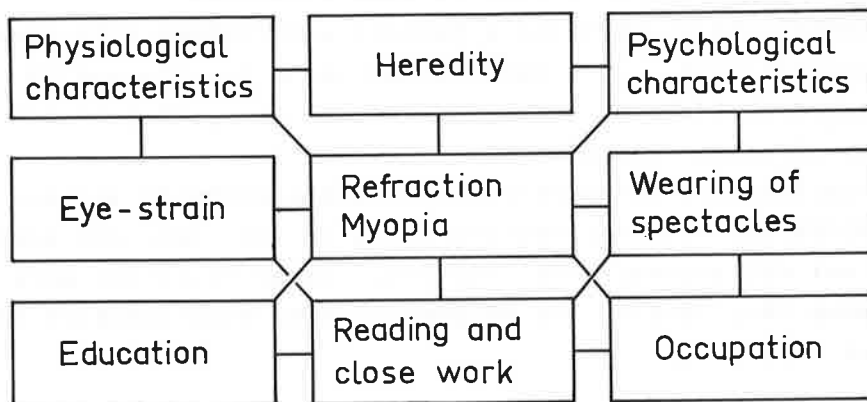 Physiological
characteristics
Heredity
Psychological
characteristics
Eye-strain
Refraction
Myopia
Wearing of
spectacles
Education
Reading and
close work
Occupation